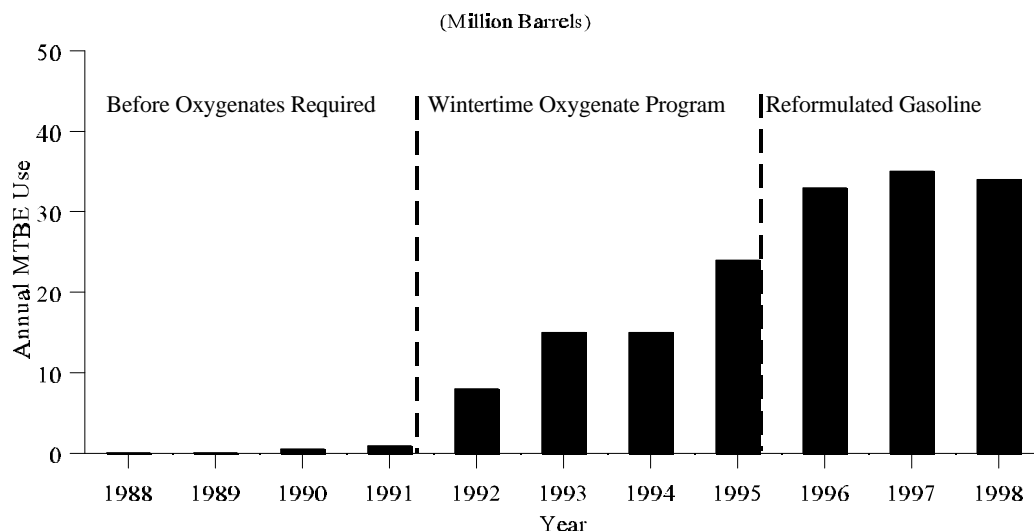 (Million Barrels)
50
40
30
20
10
0
Annual MTBE Use
Before Oxygenates Required
Wintertime Oxygenate Program
Reformulated Gasoline
1988 1989 1990 1991 1992 1993 1994 1995 1996 1997 1998
Year